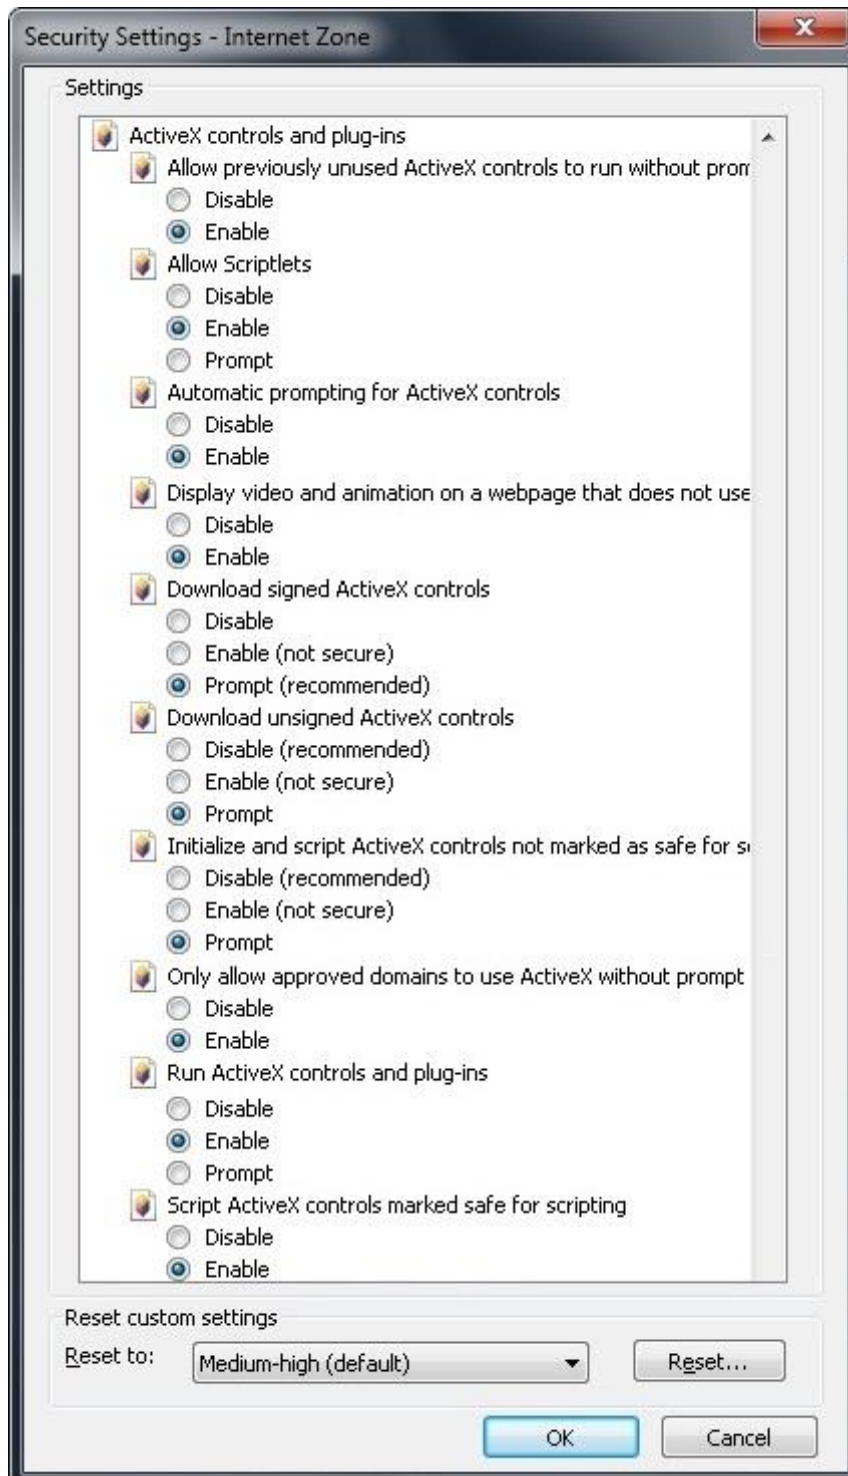 Security Settings - Internet Zone
Settings
ActiveX controls and plug-ins
Allow previously unused ActiveX controls to run without prom
Disable
Enable
Allow Scriptlets
Disable
Enable
Prompt
Automatic prompting for ActiveX controls
Disable
Enable
Display video and animation on a webpage that does not use
Disable
Enable
Download signed ActiveX controls
Disable
Enable (not secure)
Prompt (recommended)
Download unsigned ActiveX controls
Disable (recommended)
Enable (not secure)
Prompt
Initialize and script ActiveX controls not marked as safe for s
Disable (recommended)
Enable (not secure)
Prompt
Only allow approved domains to use ActiveX without prompt
Disable
Enable
Run ActiveX controls and plug-ins
Disable
Enable
Prompt
Script ActiveX controls marked safe for scripting
Disable
Enable
Reset custom settings
Reset to: Medium-high (default) Reset...
OK Cancel